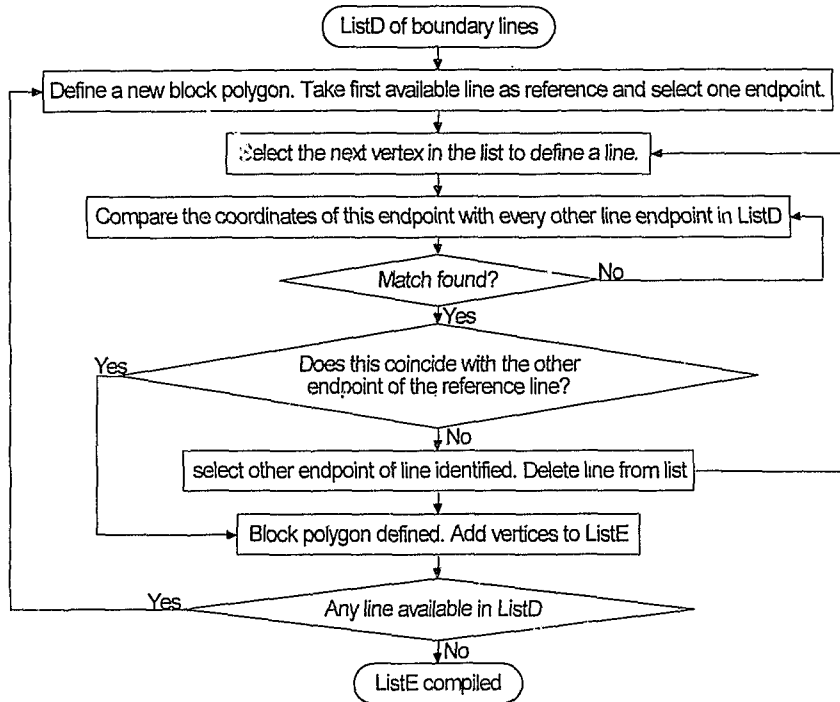 ListD of boundary lines
Define a new block polygon. Take first available line as reference and select one endpoint.
Select the next vertex in the list to define a line.
Compare the coordinates of this endpoint with every other line endpoint in ListD
Match found?
No
Yes
Yes
Does this coincide with the other
endpoint of the reference line?
No
select other endpoint of line identified. Delete line from list
Block polygon defined. Add vertices to ListE
Yes
Any line available in ListD
No
ListE compiled